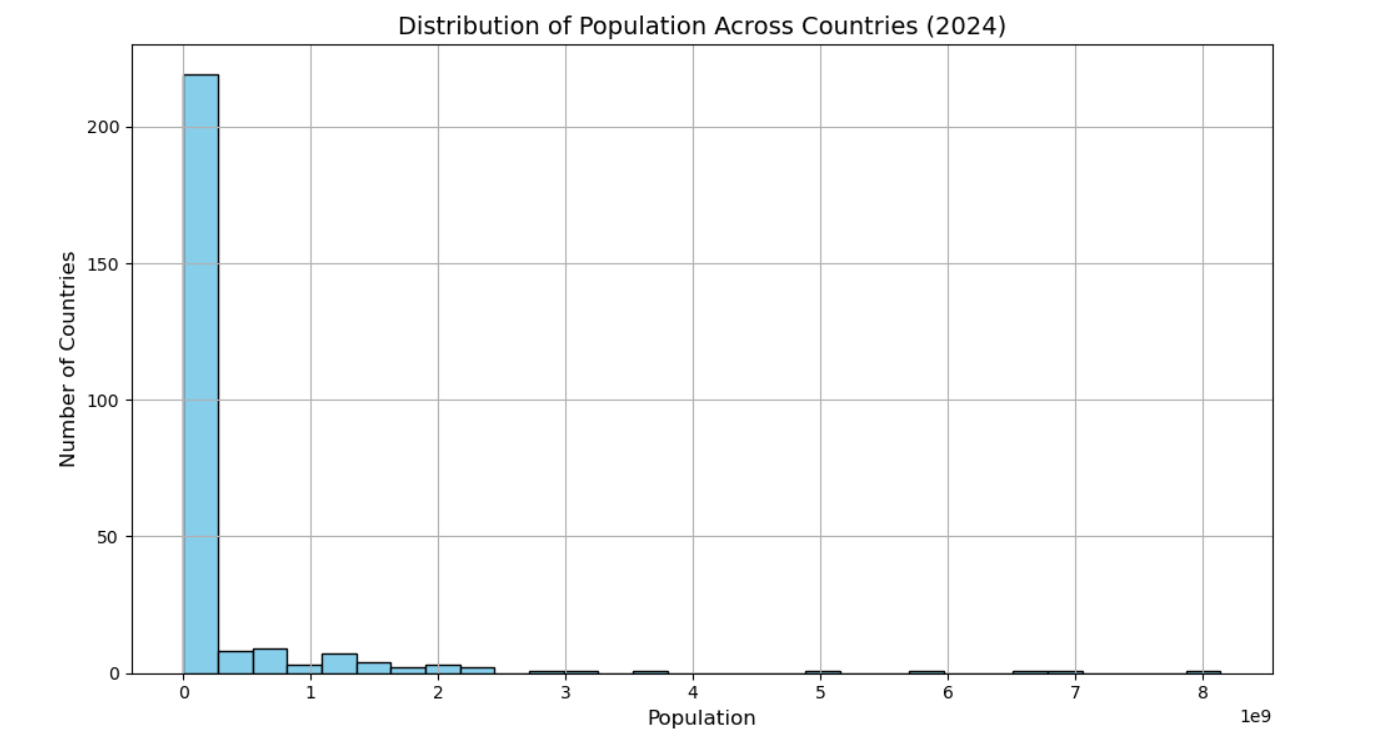 Distribution of Population Across Countries (2024)
200
150
100
50
0
Number of Countries
0 1 2 3 4 5 6 7 8
1e9
Population